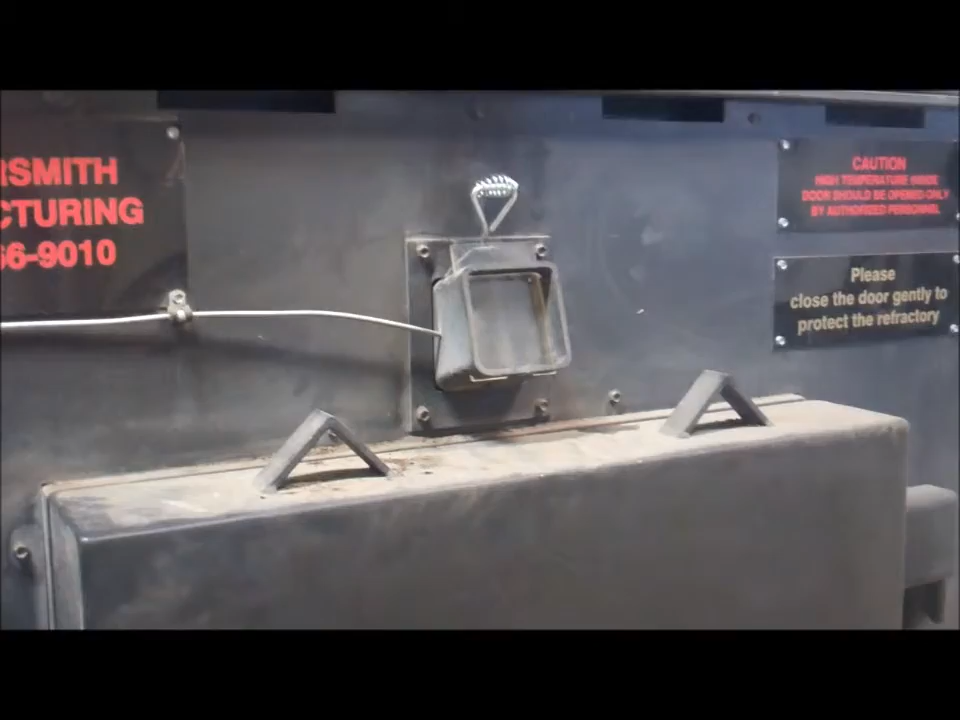 RSMITH
CTURING
66-9010
CAUTION
HIGH TEMPERATURE INSIDE
DOOR SHOULD BE OPENED ONLY
BY AUTHORIZED PERSONNEL
Please
close the door gently to
protect the refractory